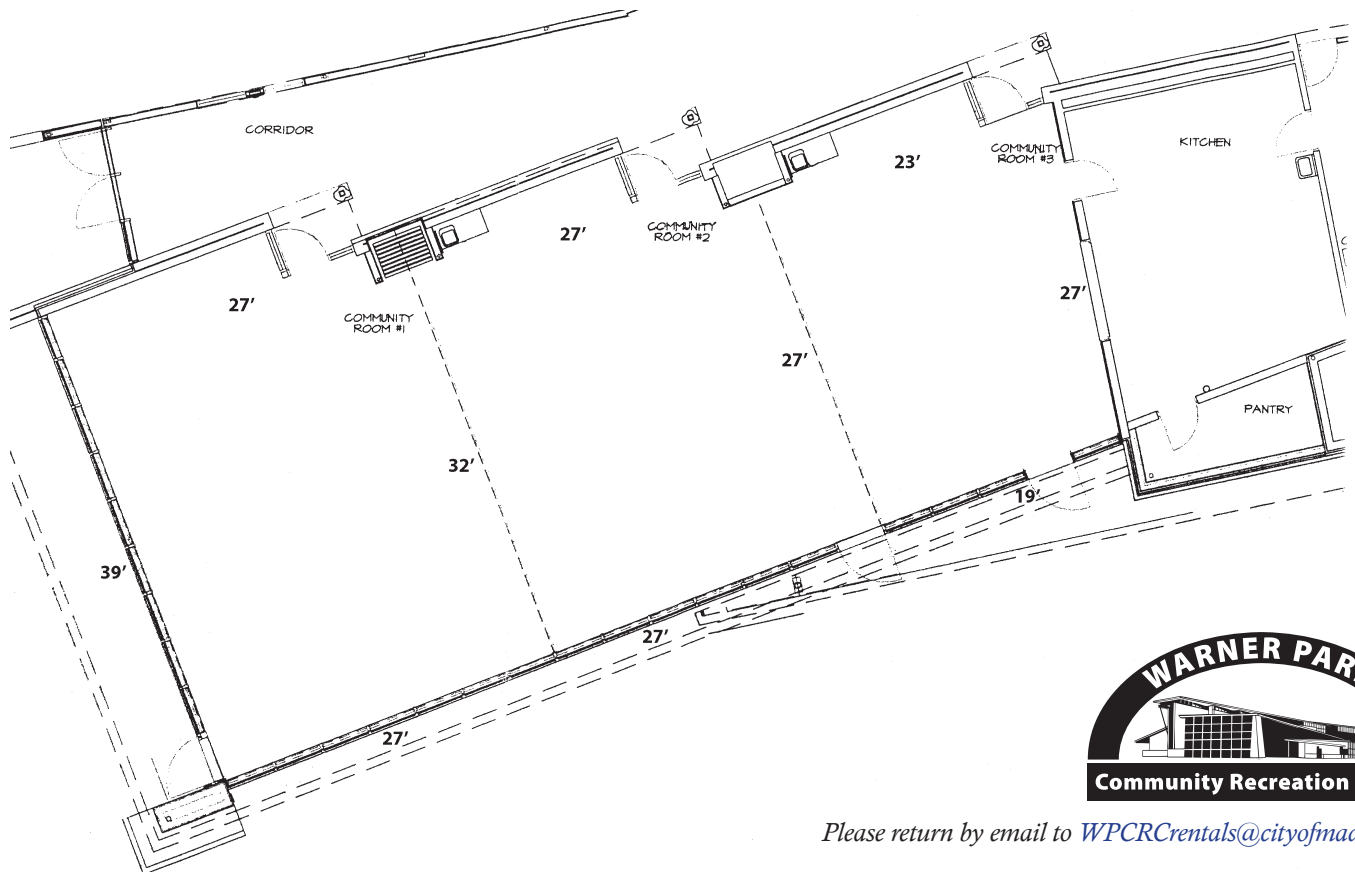 CORRIDOR
COMMUNITY
ROOM #3
KITCHEN
23'
COMMUNITY
ROOM #2
27'
27'
COMMUNITY
ROOM #1
27'
27'
32'
PANTRY
19'
39'
27'
27'
WARNER PAR
Community Recreation
Please return by email to WPCRCrentals@cityofmad